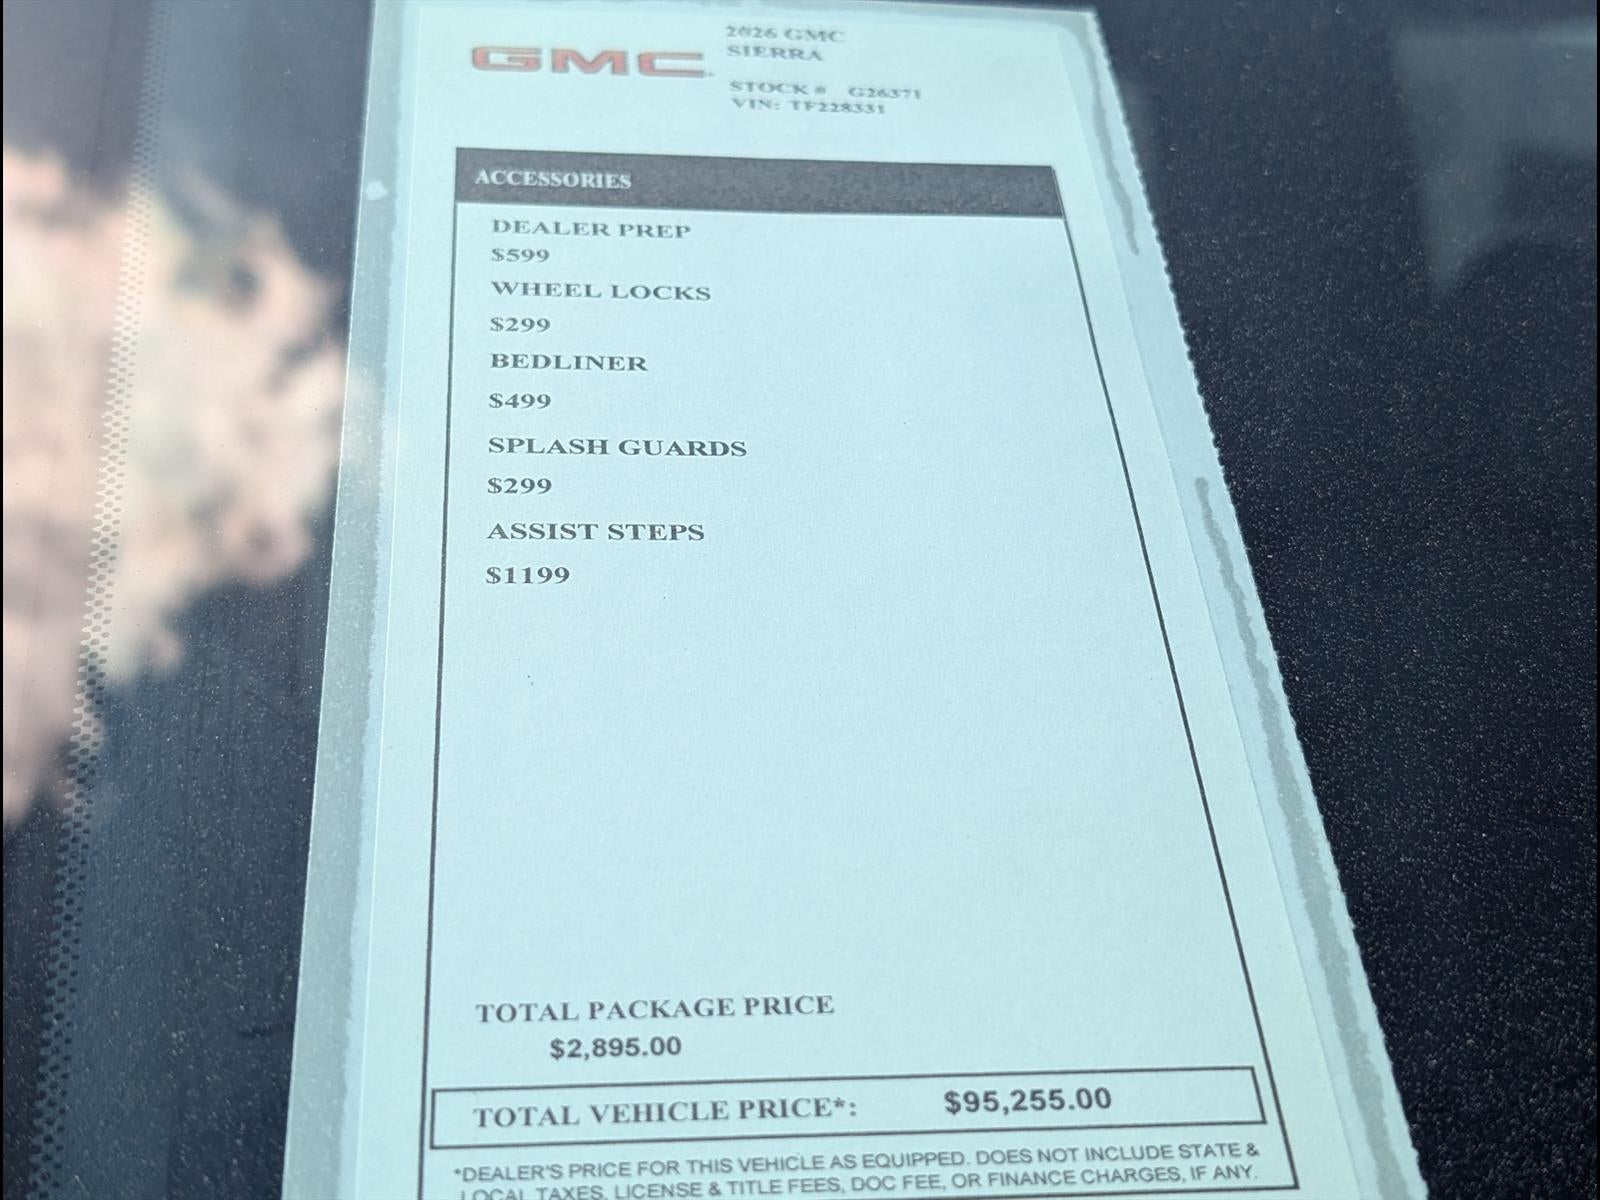 GMC
2026 GMC
SIERRA
STOCK # G26371
VIN: TF228331
ACCESSORIES
DEALER PREP
$599
WHEEL LOCKS
$299
BEDLINER
$499
SPLASH GUARDS
$299
ASSIST STEPS
$1199
TOTAL PACKAGE PRICE
$2,895.00
TOTAL VEHICLE PRICE*: $95,255.00
*DEALER'S PRICE FOR THIS VEHICLE AS EQUIPPED. DOES NOT INCLUDE STATE &
LOCAL TAXES, LICENSE & TITLE FEES, DOC FEE, OR FINANCE CHARGES, IF ANY.